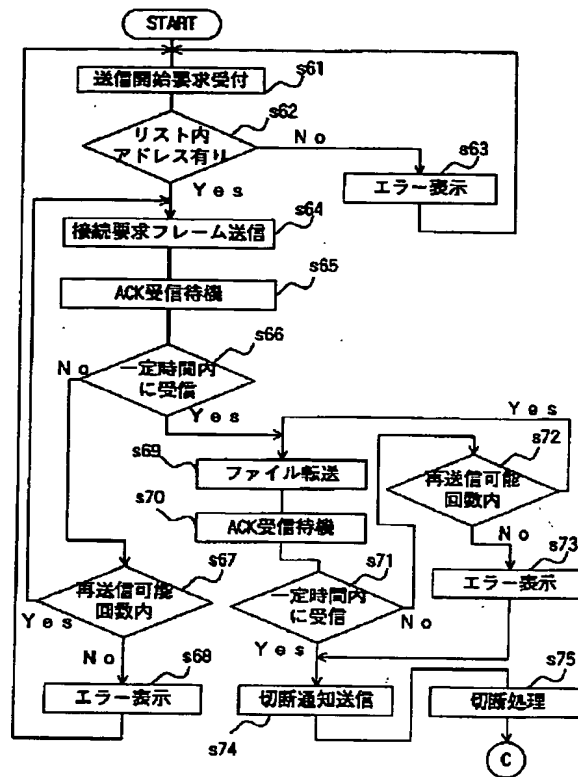 START
送信開始要求受付
s61
リスト内
アドレス有り
s62
No
Yes
s63
エラー表示
接続要求フレーム送信
s64
ACK受信待機
s65
一定時間内
に受信
s66
No
Yes
s69
ファイル転送
s70
ACK受信待機
s71
一定時間内
に受信
No
Yes
Yes
s72
再送信可能
回数内
No
s73
エラー表示
s67
再送信可能
回数内
Yes
No
s68
エラー表示
切断通知送信
s74
s75
切断処理
C